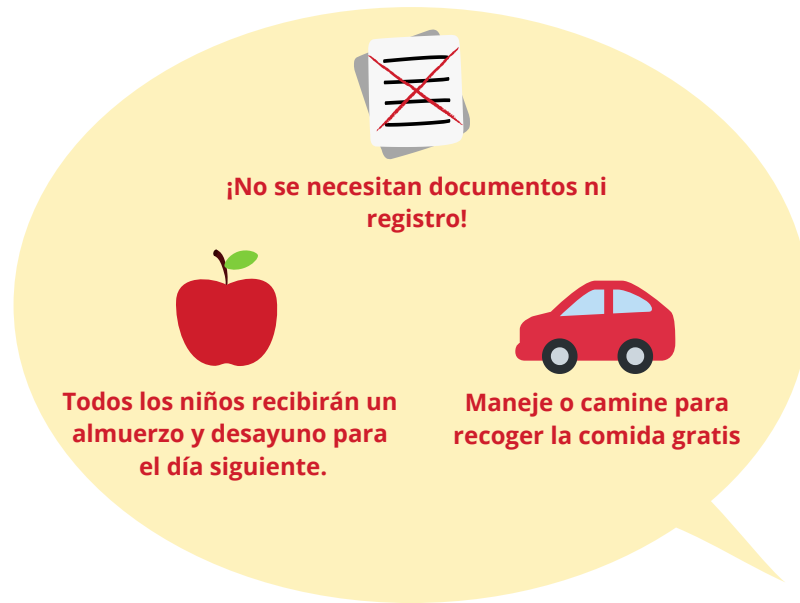 ¡No se necesitan documentos ni
registro!
Todos los niños recibirán un
almuerzo y desayuno para
el día siguiente.
Maneje o camine para
recoger la comida gratis